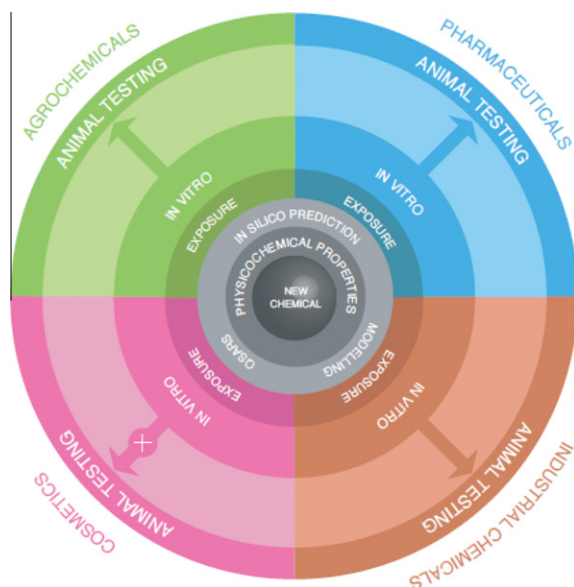 AGROCHEMICALS
PHARMACEUTICALS
ANIMAL TESTING
ANIMAL TESTING
IN VITRO
IN VITRO
EXPOSURE
EXPOSURE
IN SILICO PREDICTION
PHYSICOCHEMICAL PROPERTIES
NEW
CHEMICAL
QSARS
MODELLING
EXPOSURE
EXPOSURE
IN VITRO
IN VITRO
ANIMAL TESTING
ANIMAL TESTING
COSMETICS
INDUSTRIAL CHEMICALS